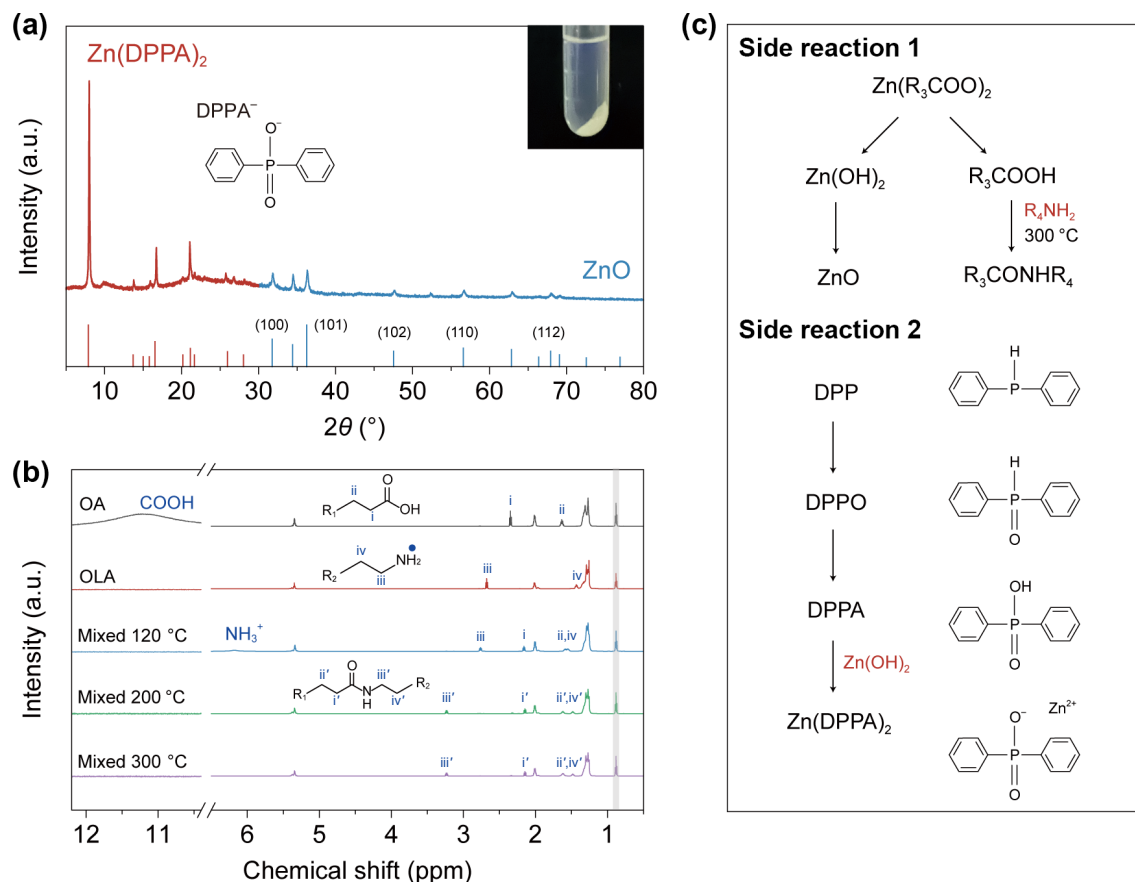 (a)
Zn(DPPA)₂
DPPA⁻
O⁻
P
O
ZnO
(100)
(101)
(102)
(110)
(112)
Intensity (a.u.)
10 20 30 40 50 60 70 80
2θ (°)
(b)
OA
COOH
ii
O
R₁
OH
i
i
ii
OLA
iv
NH₂
R₂
iii
iii
iv
Mixed 120 °C
NH₃⁺
iii
i
ii,iv
Mixed 200 °C
ii′
O
iii′
R₂
R₁
N
H
i′
iv′
iii′
i′
ii′,iv′
Mixed 300 °C
iii′
i′
ii′,iv′
Intensity (a.u.)
12 11 6 5 4 3 2 1
Chemical shift (ppm)
(c)
Side reaction 1
Zn(R₃COO)₂
Zn(OH)₂
R₃COOH
R₄NH₂
300 °C
ZnO
R₃CONHR₄
Side reaction 2
H
DPP
P
H
DPPO
P
O
OH
DPPA
P
O
Zn(OH)₂
Zn(DPPA)₂
O⁻
Zn²⁺
P
O